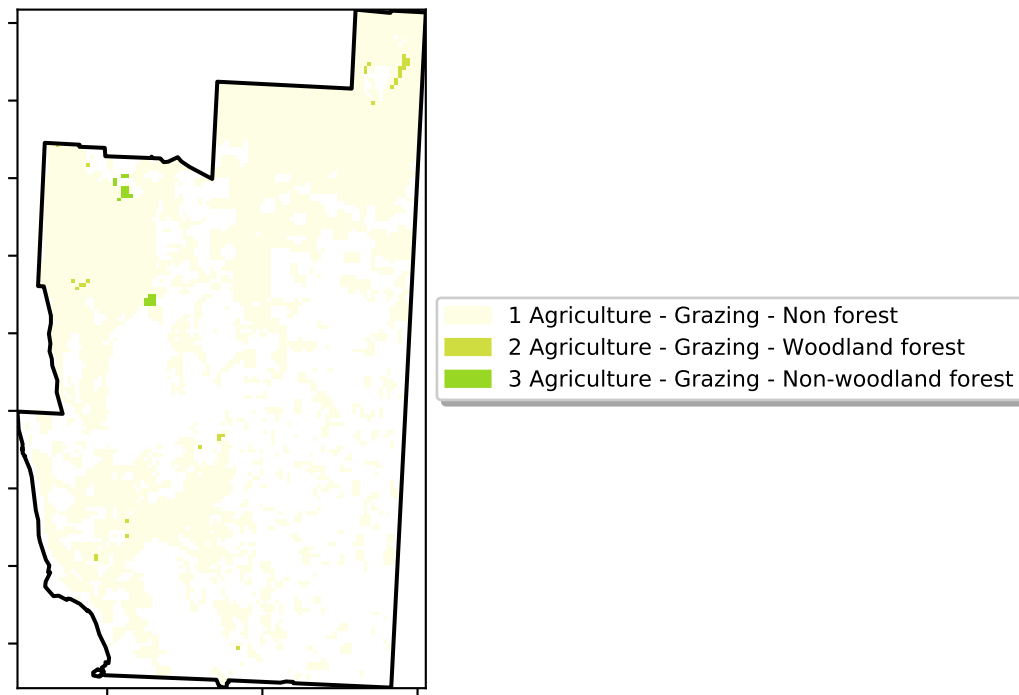 1 Agriculture - Grazing - Non forest
2 Agriculture - Grazing - Woodland forest
3 Agriculture - Grazing - Non-woodland forest